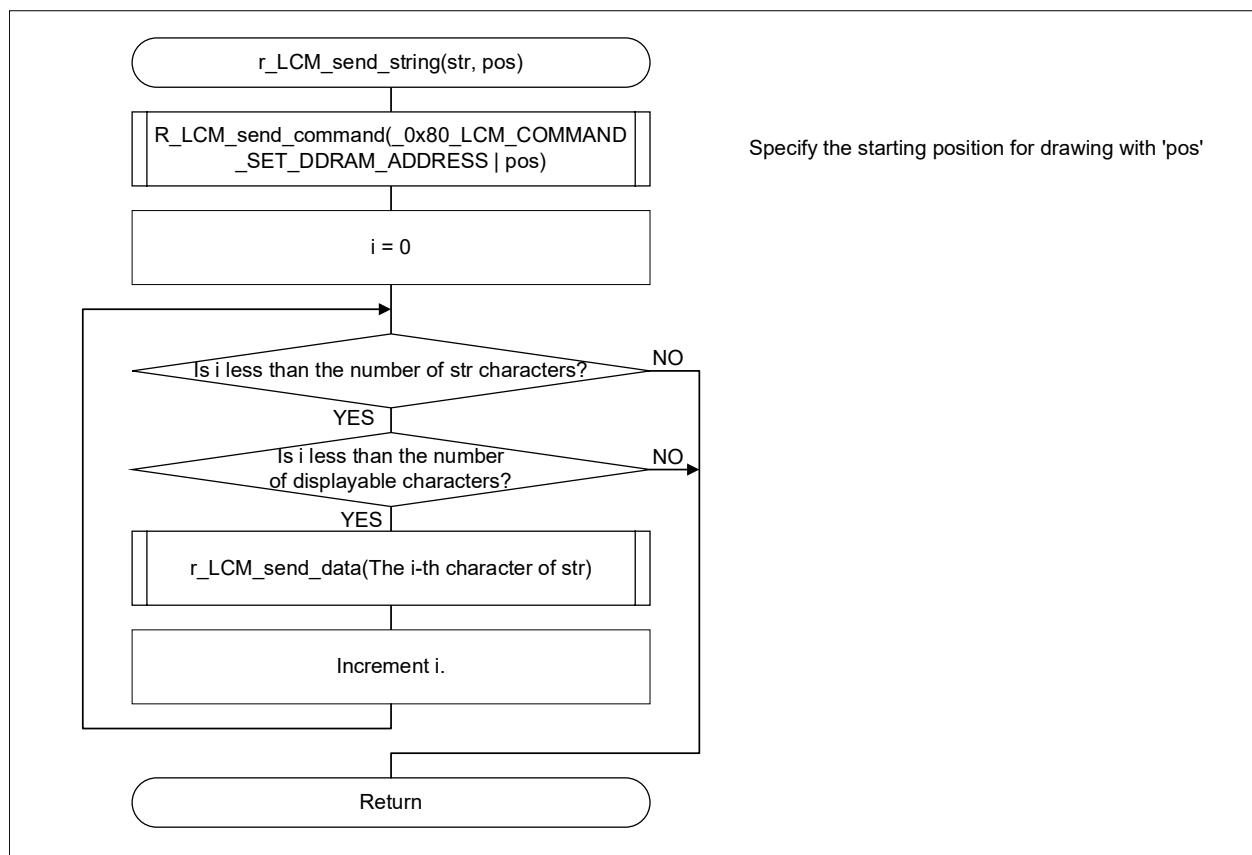 r_LCM_send_string(str, pos)
R_LCM_send_command(_0x80_LCM_COMMAND
_SET_DDRAM_ADDRESS | pos)
Specify the starting position for drawing with 'pos'
i = 0
Is i less than the number of str characters?
NO
YES
Is i less than the number
of displayable characters?
NO
YES
r_LCM_send_data(The i-th character of str)
Increment i.
Return